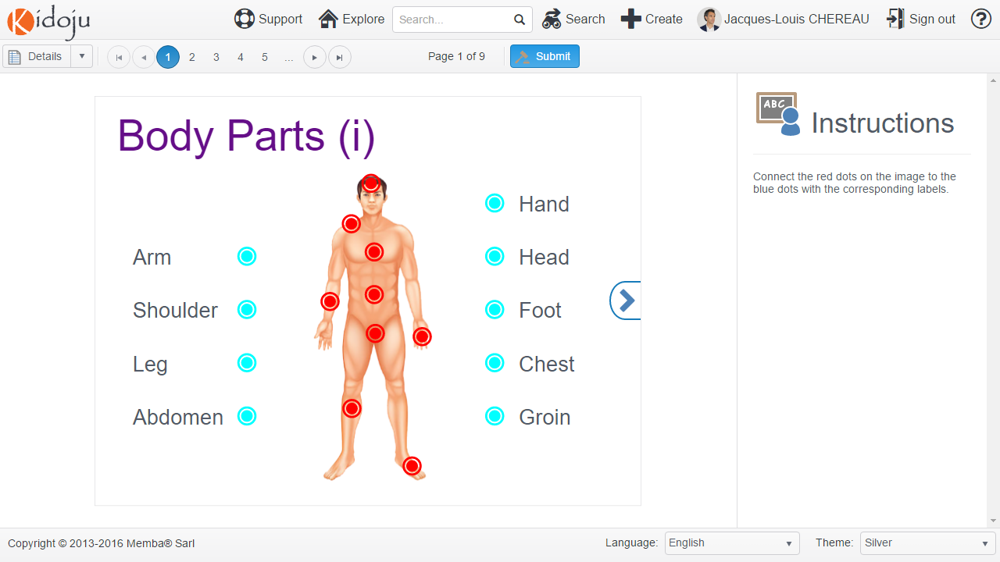 Kidoju
Support
Explore
Search...
Search
Create
Jacques-Louis CHEREAU
Sign out
?
Details
1
2
3
4
5
...
Page 1 of 9
Submit
Body Parts (i)
Arm
Shoulder
Leg
Abdomen
Hand
Head
Foot
Chest
Groin
ABC
Instructions
Connect the red dots on the image to the
blue dots with the corresponding labels.
Copyright © 2013-2016 Memba® Sarl
Language:
English
Theme:
Silver